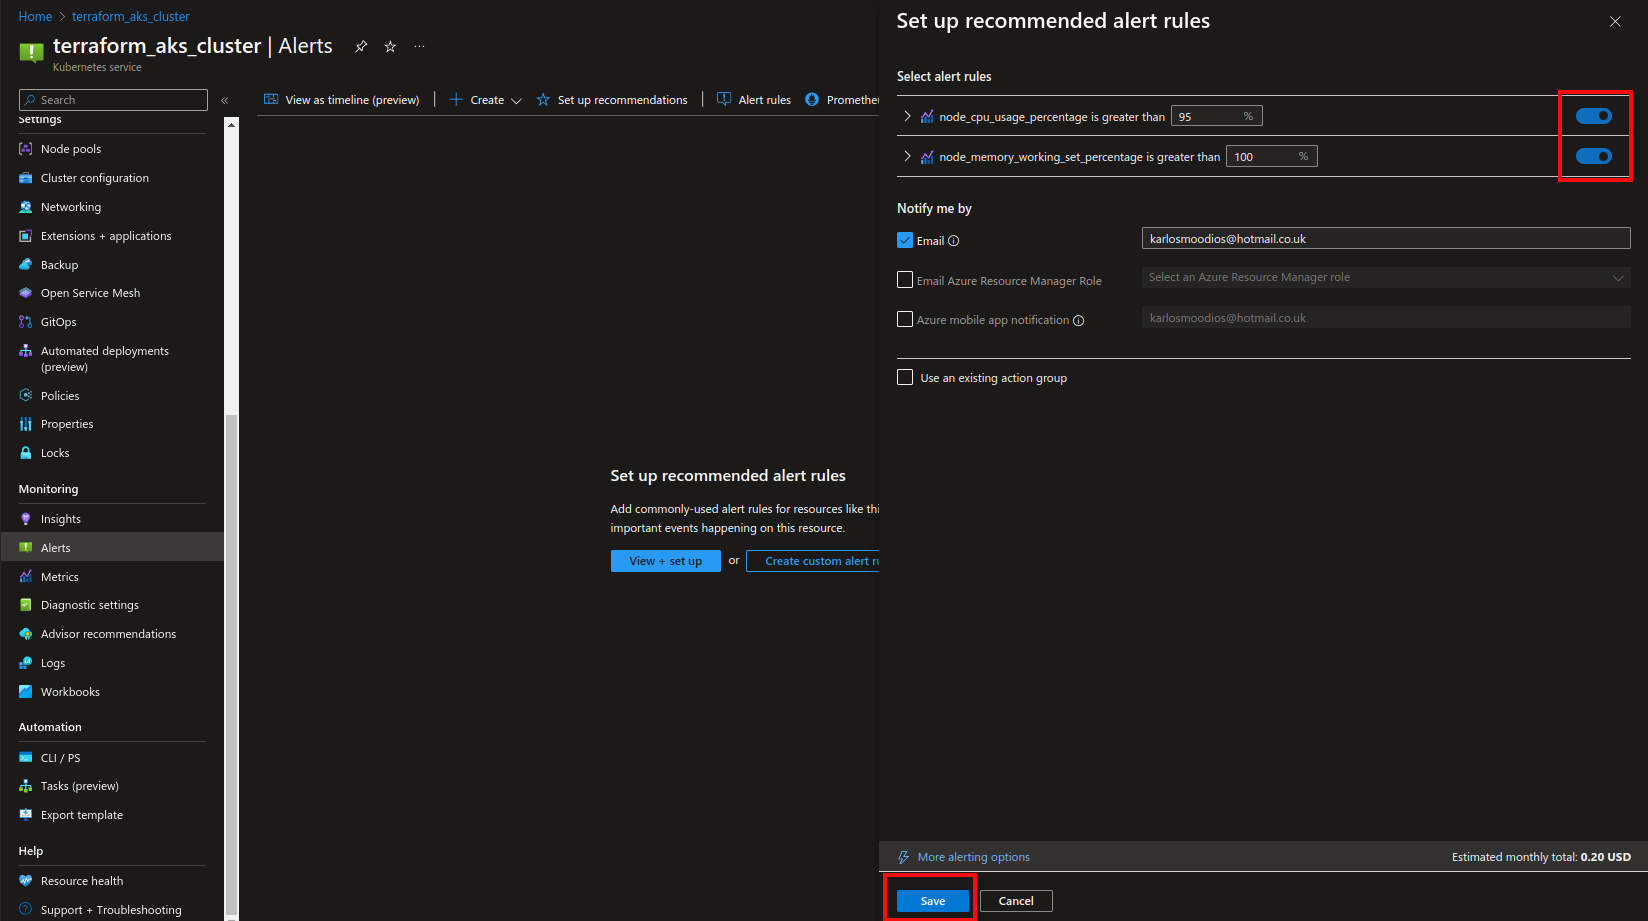 Home > terraform_aks_cluster
terraform_aks_cluster | Alerts
Kubernetes service
Search
Settings
Node pools
Cluster configuration
Networking
Extensions + applications
Backup
Open Service Mesh
GitOps
Automated deployments
(preview)
Policies
Properties
Locks
Monitoring
Insights
Alerts
Metrics
Diagnostic settings
Advisor recommendations
Logs
Workbooks
Automation
CLI / PS
Tasks (preview)
Export template
Help
Resource health
Support + Troubleshooting
View as timeline (preview) | Create Set up recommendations | Alert rules Prometheu
Set up recommended alert rules
Add commonly-used alert rules for resources like thi
important events happening on this resource.
View + set up or Create custom alert ru
Set up recommended alert rules
Select alert rules
node_cpu_usage_percentage is greater than 95 %
node_memory_working_set_percentage is greater than 100 %
Notify me by
Email karlosmoodios@hotmail.co.uk
Email Azure Resource Manager Role Select an Azure Resource Manager role
Azure mobile app notification karlosmoodios@hotmail.co.uk
Use an existing action group
More alerting options Estimated monthly total: 0.20 USD
Save Cancel